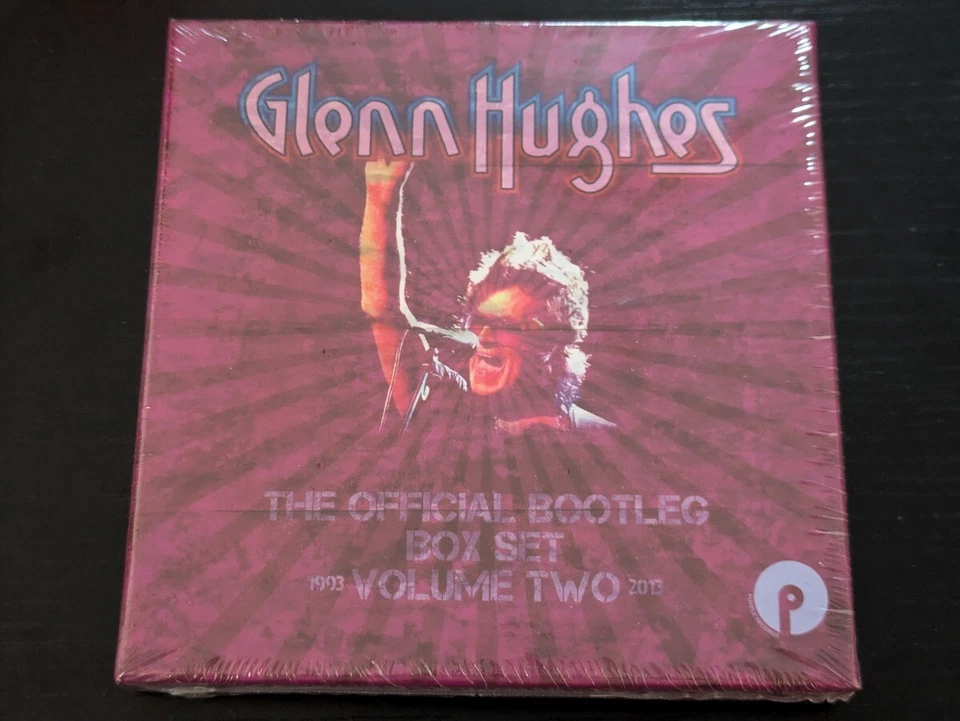 Glenn Hughes
THE OFFICIAL BOOTLEG
BOX SET
1993 VOLUME TWO 2013
P